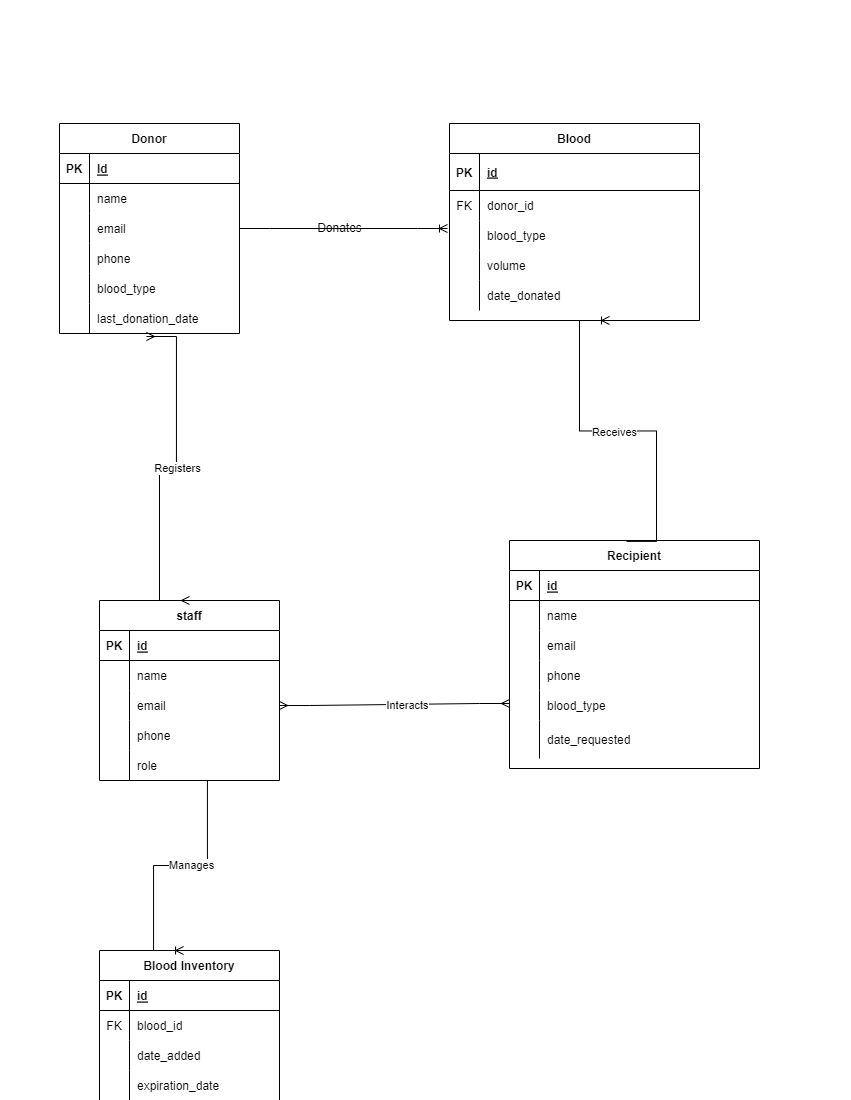 Donor
PK Id
name
email
phone
blood_type
last_donation_date
Donates
Blood
PK id
FK donor_id
blood_type
volume
date_donated
Registers
Receives
staff
PK id
name
email
phone
role
Interacts
Recipient
PK id
name
email
phone
blood_type
date_requested
Manages
Blood Inventory
PK id
FK blood_id
date_added
expiration_date